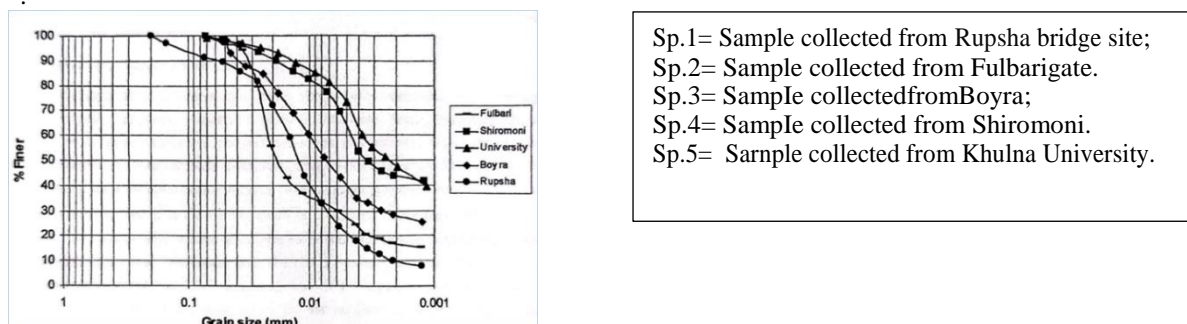 .
100
90
80
70
60
50
40
30
20
10
0
% Finer
1
0.1
0.01
0.001
Grain size (mm)
Fulbari
Shiromoni
University
Boyra
Rupsha
Sp.1= Sample collected from Rupsha bridge site;
Sp.2= Sample collected from Fulbarigate.
Sp.3= SampIe collectedfromBoyra;
Sp.4= SampIe collected from Shiromoni.
Sp.5= Sarnple collected from Khulna University.